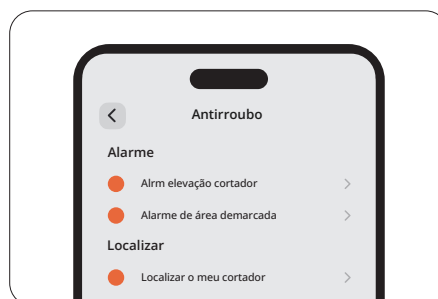 Antirroubo
Alarme
Alrm elevação cortador
Alarme de área demarcada
Localizar
Localizar o meu cortador